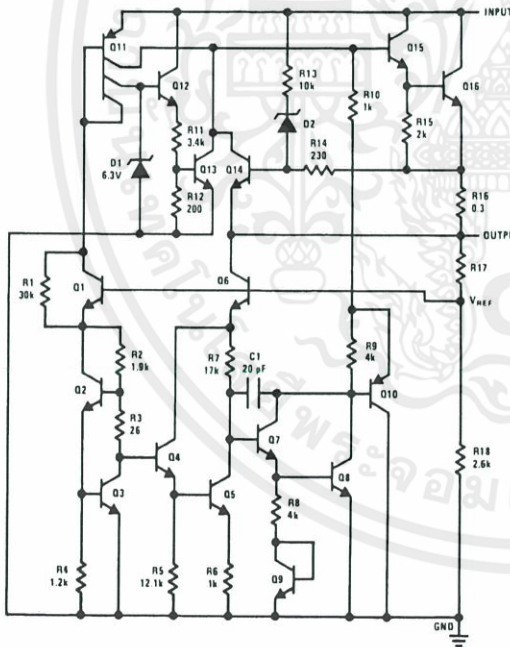 INPUT
Q11
Q15
Q12
Q16
R13
10k
R10
1k
R11
3.4k
D2
R15
2k
R14
230
D1
6.3V
Q13
Q14
R12
200
R16
0.3
OUTPUT
R17
R1
30k
Q1
Q6
VREF
R2
1.9k
R7
17k
C1
20 pF
R9
4k
Q2
Q10
R3
26
Q4
Q7
R18
2.6k
Q3
Q5
Q8
R8
4k
R4
1.2k
R5
12.1k
R6
1k
Q9
GND